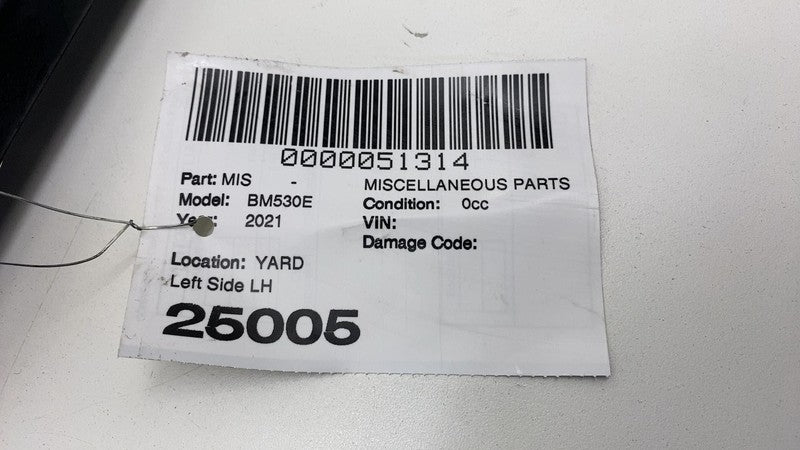 0000051314
Part: MIS - MISCELLANEOUS PARTS
Model: BM530E Condition: 0cc
Year: 2021 VIN:
Damage Code:
Location: YARD
Left Side LH
25005